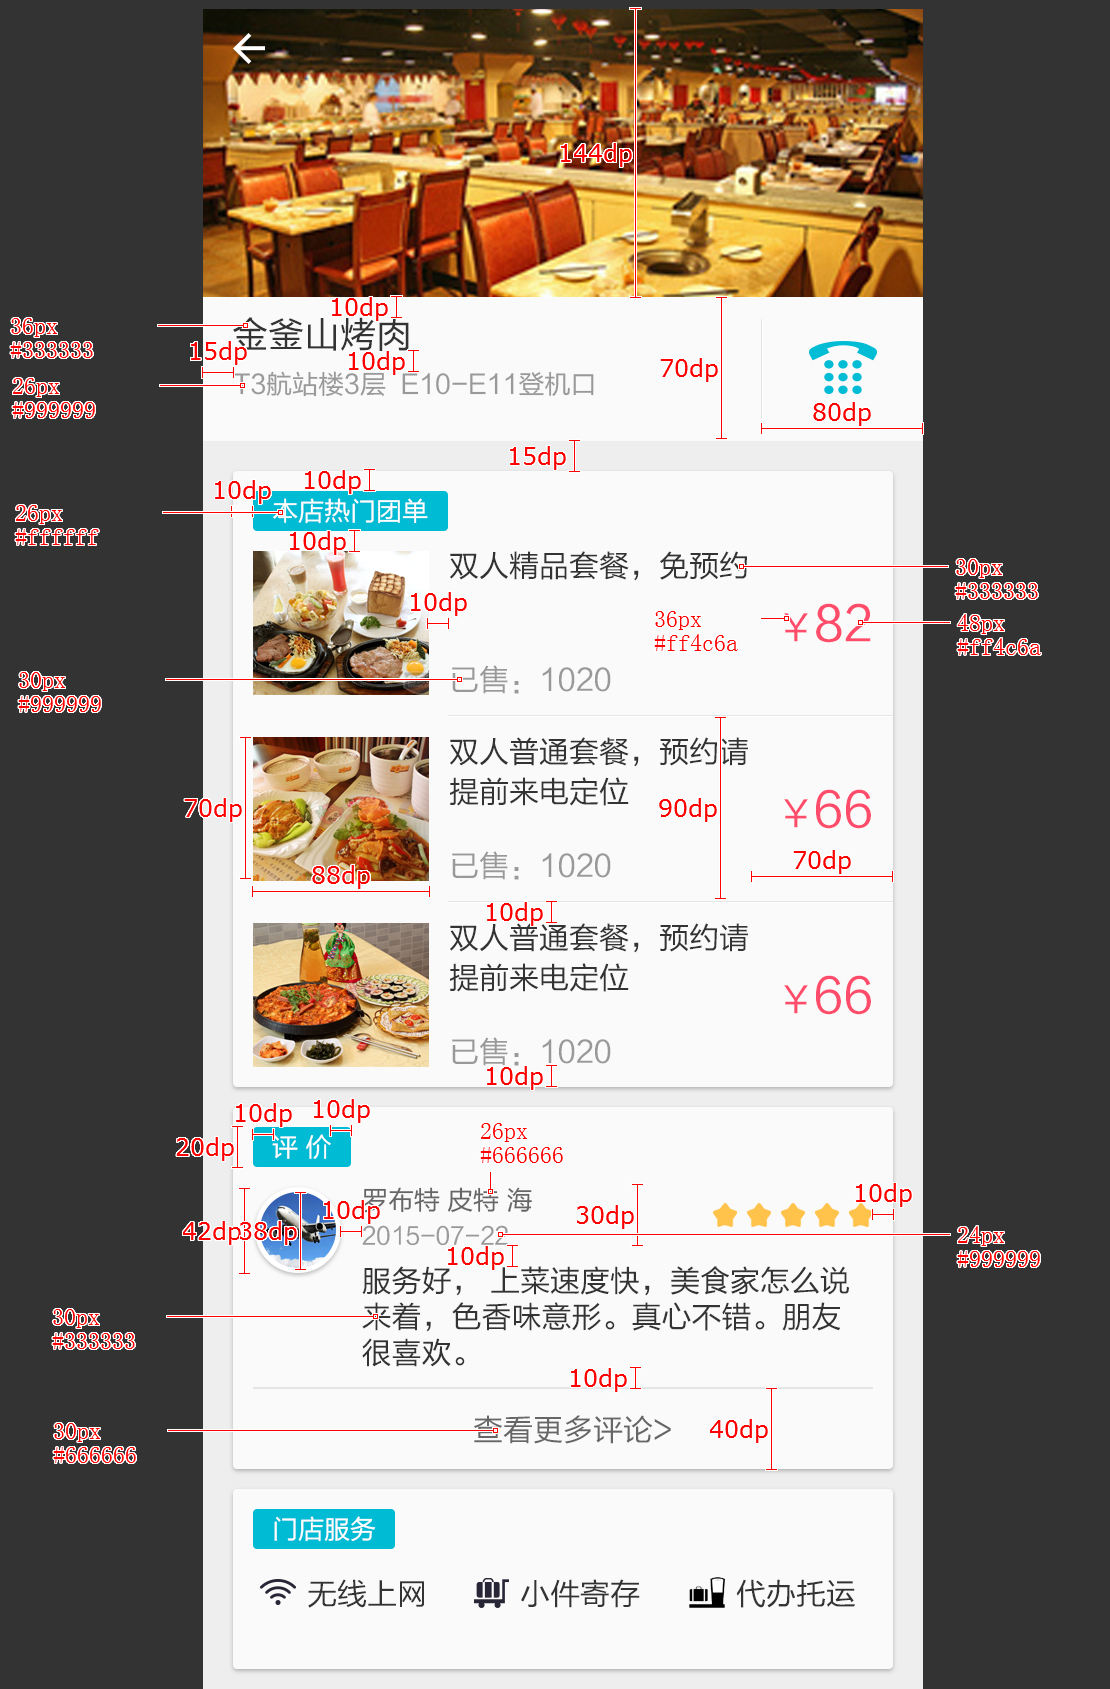 144dp
10dp
36px
#333333
金釜山烤肉
15dp
10dp
70dp
26px
#999999
T3航站楼3层 E10-E11登机口
80dp
15dp
10dp
10dp
26px
#ffffff
本店热门团单
10dp
双人精品套餐，免预约
30px
#333333
10dp
36px
#ff4c6a
¥82
48px
#ff4c6a
30px
#999999
已售：1020
双人普通套餐，预约请
提前来电定位
70dp
90dp
¥66
70dp
88dp
已售：1020
10dp
双人普通套餐，预约请
提前来电定位
¥66
已售：1020
10dp
10dp
10dp
20dp
评 价
26px
#666666
罗布特 皮特 海
10dp
10dp
30dp
42dp
38dp
2015-07-22
24px
#999999
10dp
服务好， 上菜速度快，美食家怎么说
来着，色香味意形。真心不错。朋友
很喜欢。
30px
#333333
10dp
查看更多评论>
40dp
30px
#666666
门店服务
无线上网
小件寄存
代办托运